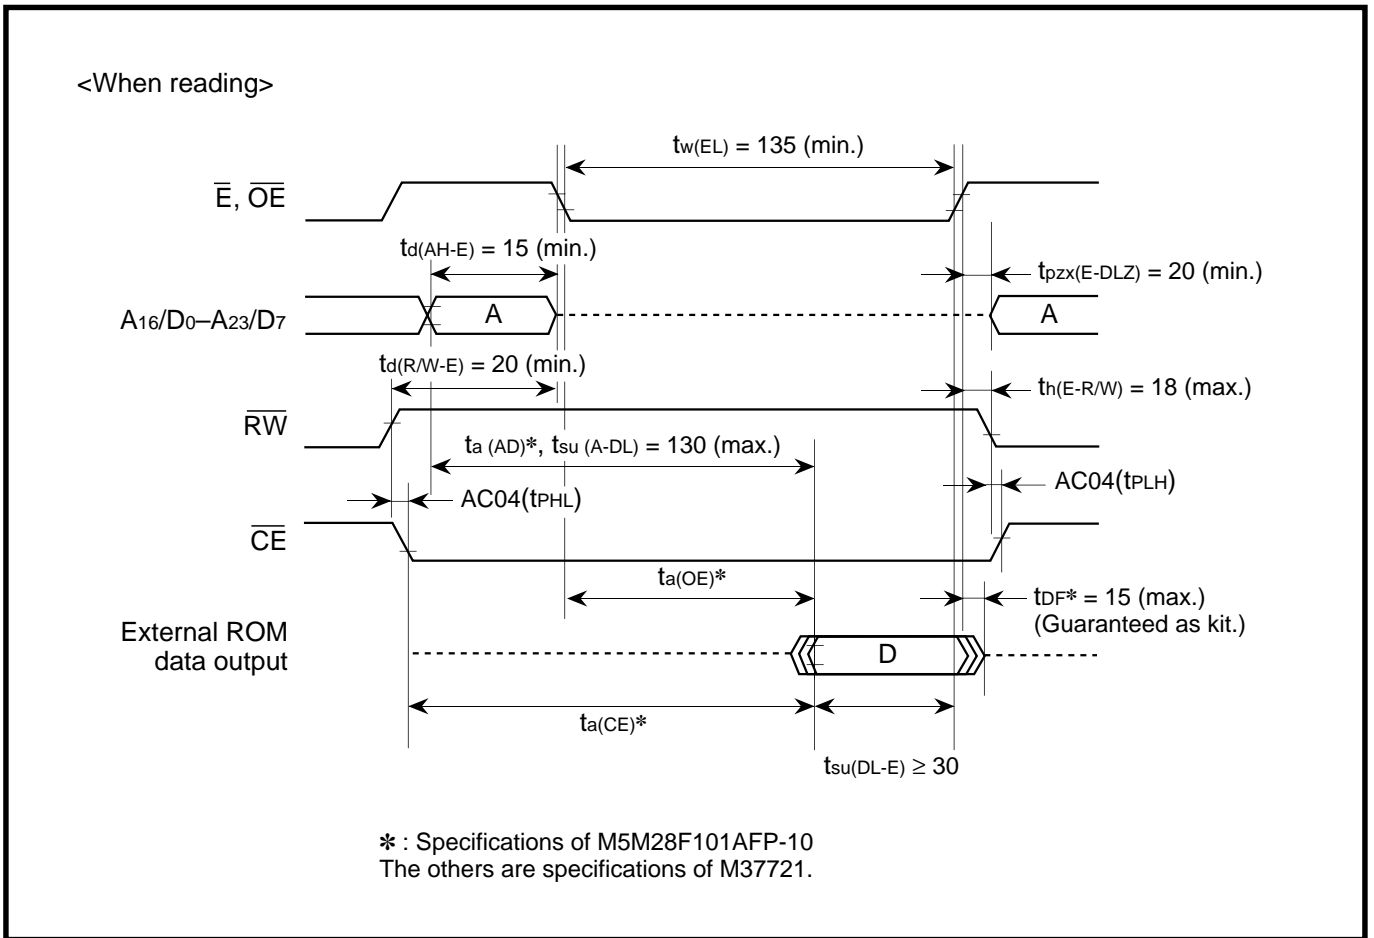 <When reading>
tw(EL) = 135 (min.)
E, OE
td(AH-E) = 15 (min.)
tpzx(E-DLZ) = 20 (min.)
A16/D0–A23/D7
A
A
td(R/W-E) = 20 (min.)
th(E-R/W) = 18 (max.)
RW
ta (AD)*, tsu (A-DL) = 130 (max.)
AC04(tPHL)
AC04(tPLH)
CE
ta(OE)*
tDF* = 15 (max.)
(Guaranteed as kit.)
External ROM
data output
D
ta(CE)*
tsu(DL-E) ≥ 30
* : Specifications of M5M28F101AFP-10
The others are specifications of M37721.